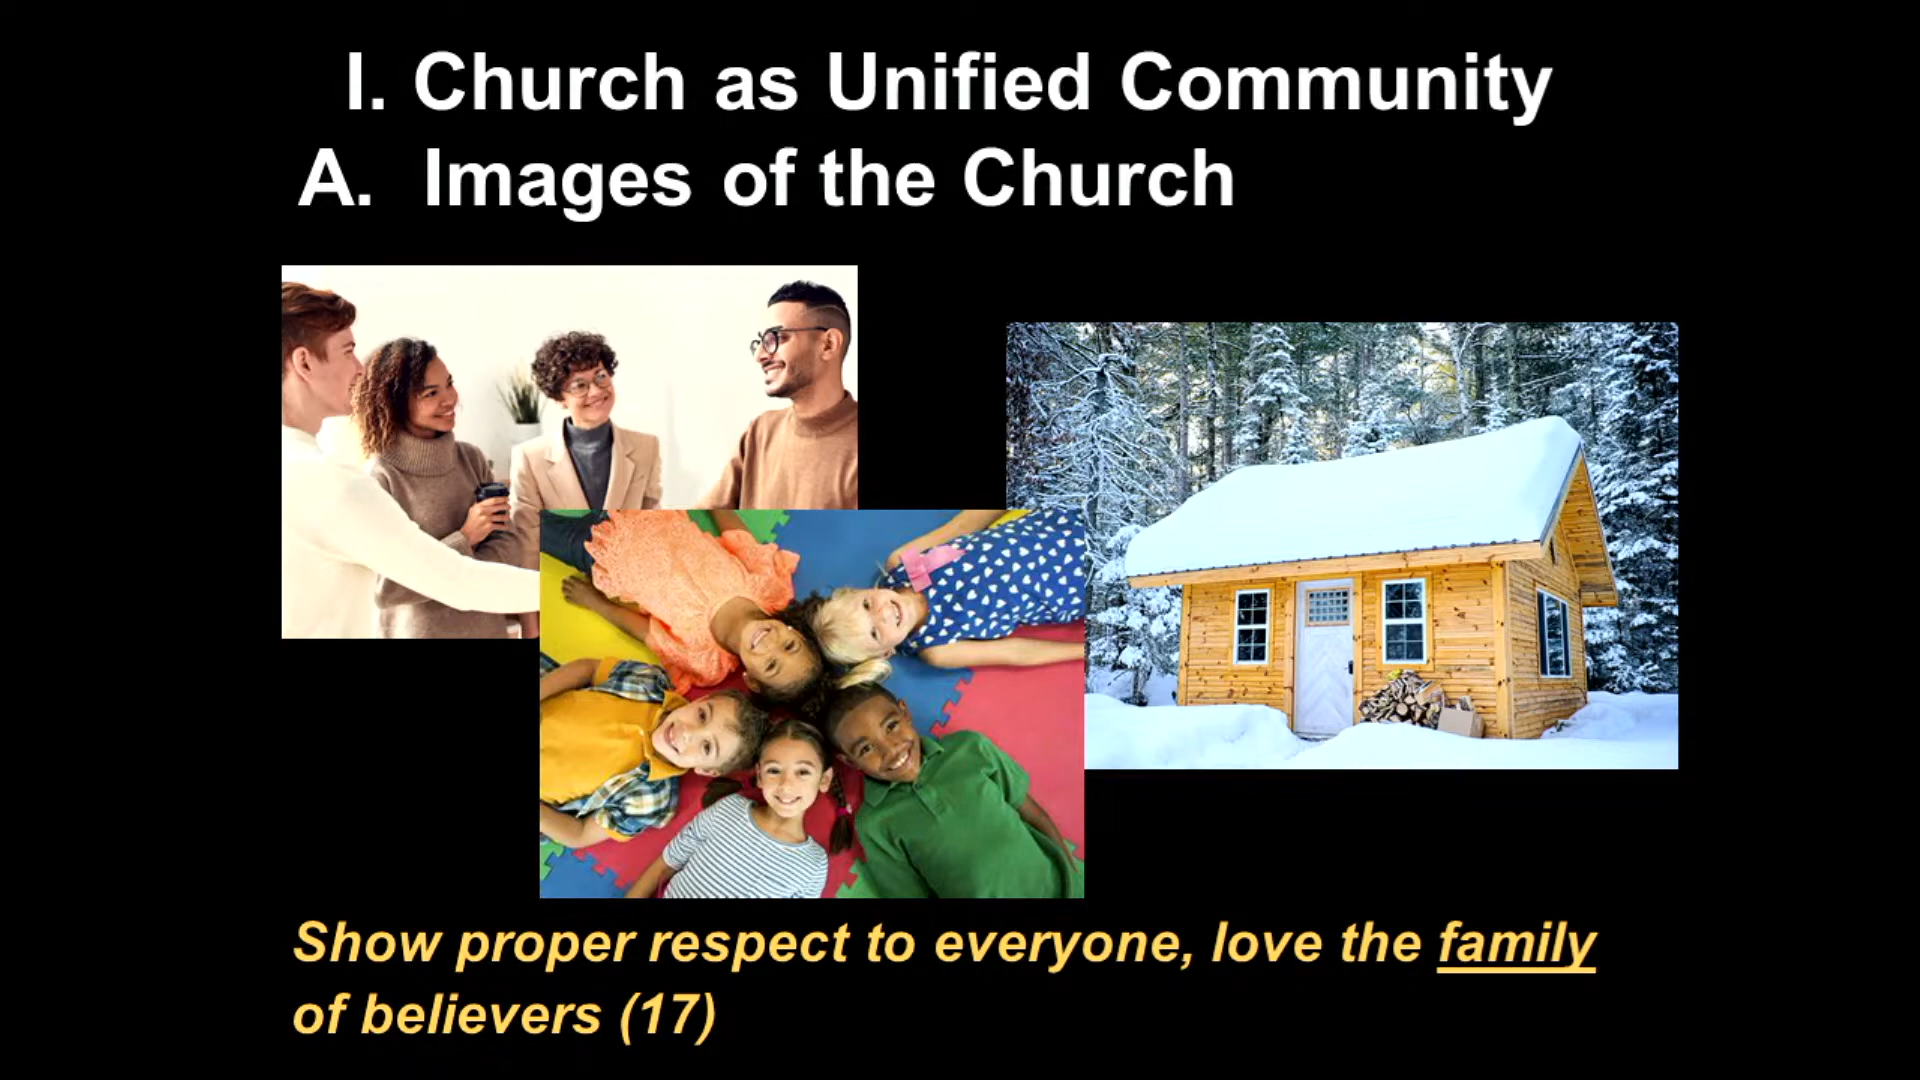 I. Church as Unified Community
A. Images of the Church
Show proper respect to everyone, love the family
of believers (17)